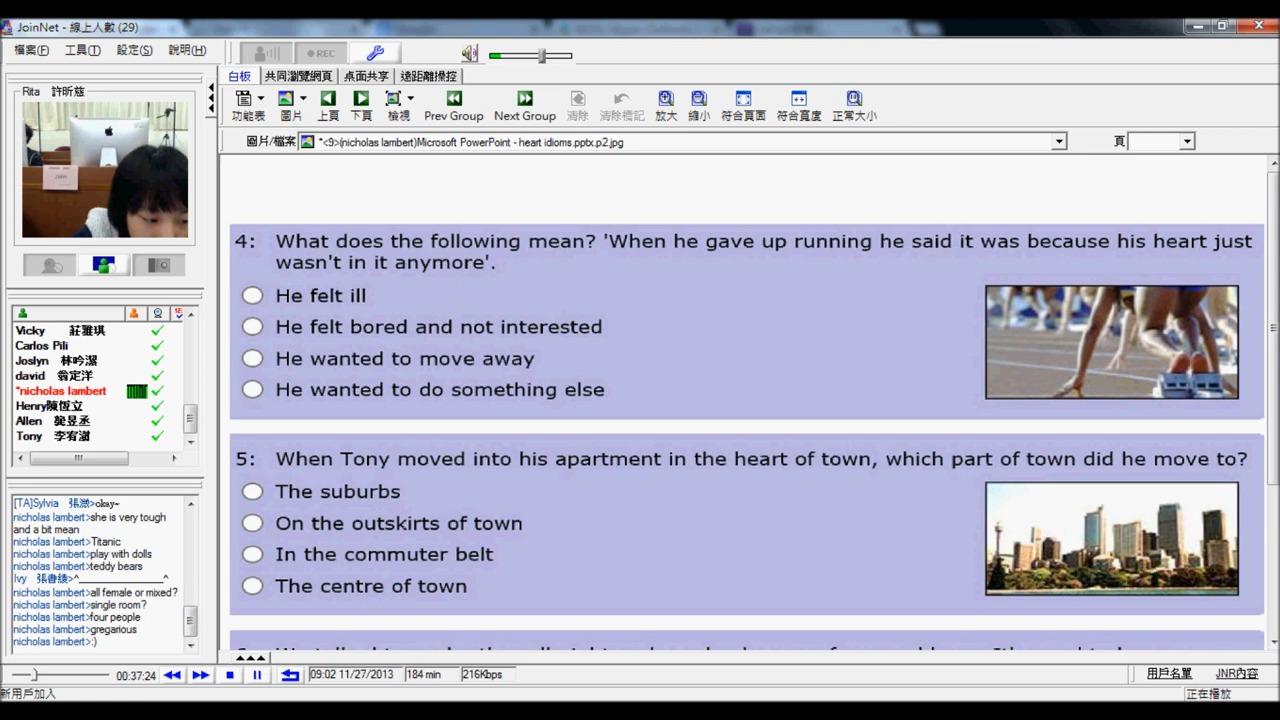 JoinNet - 線上人數 (29)
檔案(F) 工具(T) 設定(S) 說明(H)
REC
白板 共同瀏覽網頁 桌面共享 遠距離操控
功能表 圖片 上頁 下頁 檢視 Prev Group Next Group 清除 清除標記 放大 縮小 符合頁面 符合寬度 正常大小
圖片/檔案 *<9>(nicholas lambert)Microsoft PowerPoint - heart idioms.pptx.p2.jpg 頁
Rita 許昕薿
Vicky 莊雅琪
Carlos Pili
Joslyn 林吟潔
david 翁定洋
*nicholas lambert
Henry陳恆立
Allen 龔昱丞
Tony 李宥澍
[TA]Sylvia 張瀓>okay~
nicholas lambert>she is very tough
and a bit mean
nicholas lambert>Titanic
nicholas lambert>play with dolls
nicholas lambert>teddy bears
Ivy 張書綾>^______________^
nicholas lambert>all female or mixed?
nicholas lambert>single room?
nicholas lambert>four people
nicholas lambert>gregarious
nicholas lambert>:)
4: What does the following mean? 'When he gave up running he said it was because his heart just
wasn't in it anymore'.
He felt ill
He felt bored and not interested
He wanted to move away
He wanted to do something else
5: When Tony moved into his apartment in the heart of town, which part of town did he move to?
The suburbs
On the outskirts of town
In the commuter belt
The centre of town
00:37:24 09:02 11/27/2013 184 min 216Kbps 用戶名單 JNR內容
新用戶加入 正在播放